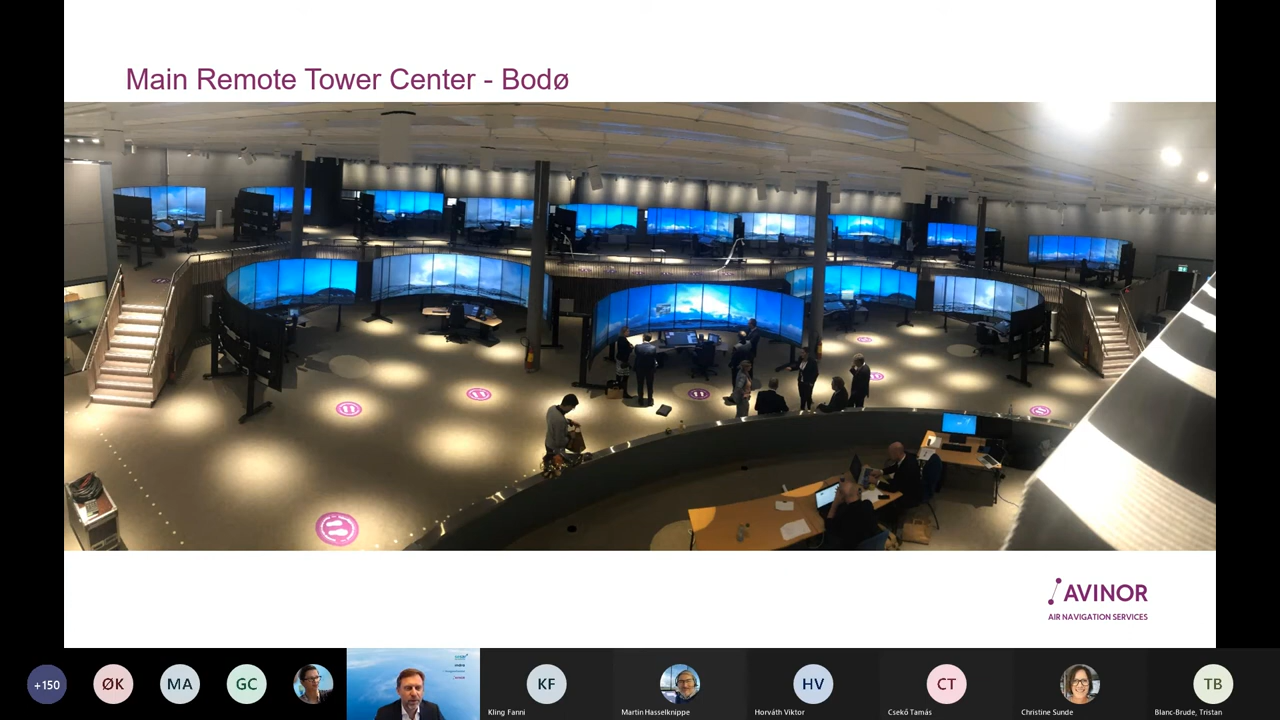 Main Remote Tower Center - Bodø
AVINOR
AIR NAVIGATION SERVICES
+150
ØK
MA
GC
KF
Kling Fanni
Martin Hasselknippe
HV
Horváth Viktor
CT
Csekő Tamás
Christine Sunde
TB
Blanc-Brude, Tristan